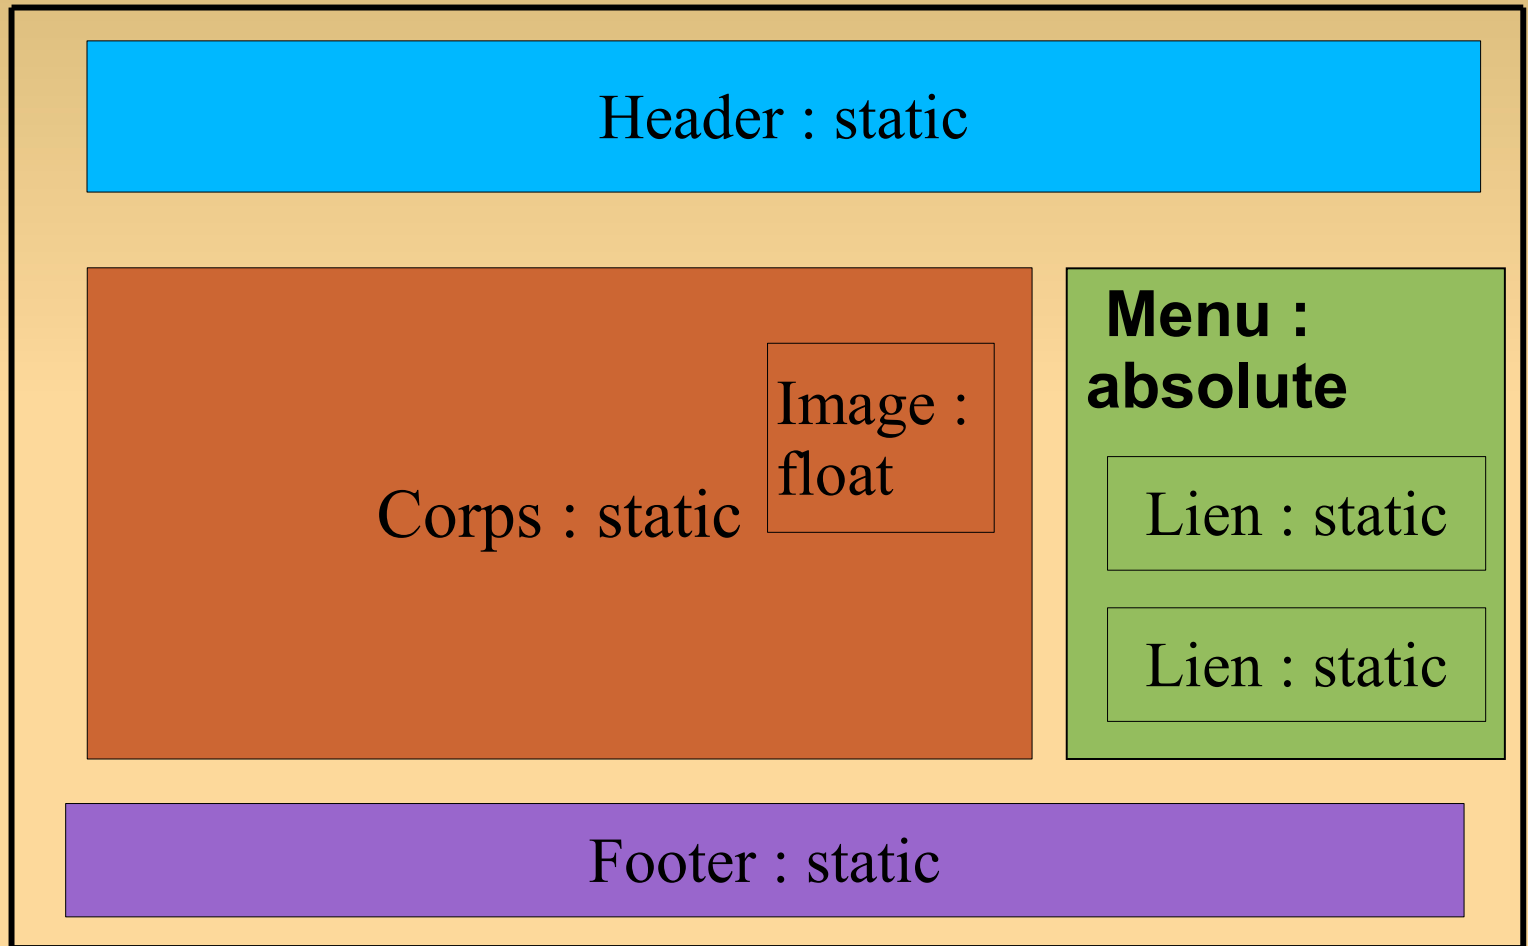 Header : static
Corps : static
Image :
float
Menu :
absolute
Lien : static
Lien : static
Footer : static